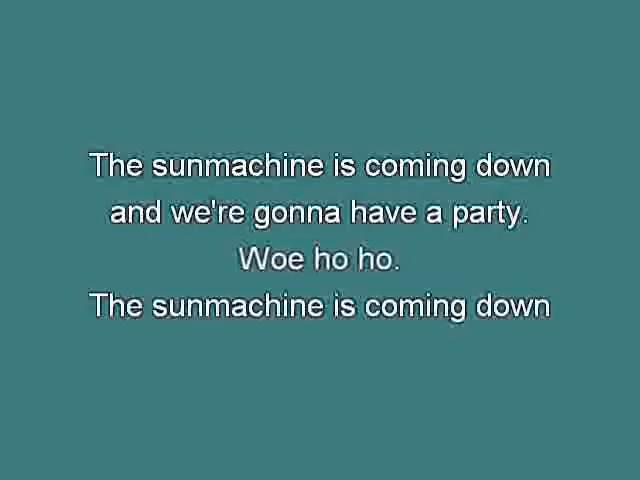 The sunmachine is coming down
and we're gonna have a party.
Woe ho ho.
The sunmachine is coming down